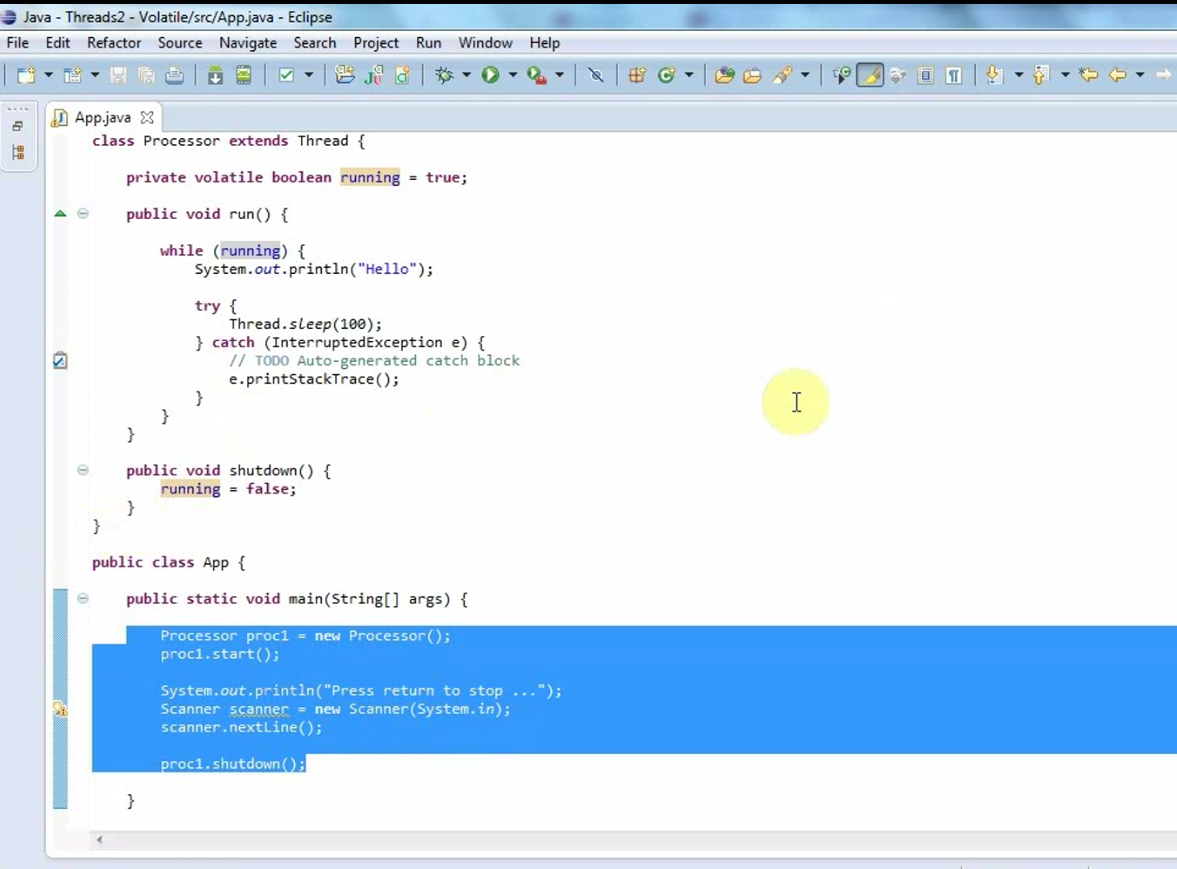 Java - Threads2 - Volatile/src/App.java - Eclipse
File Edit Refactor Source Navigate Search Project Run Window Help
App.java
class Processor extends Thread {
private volatile boolean running = true;
public void run() {
while (running) {
System.out.println("Hello");
try {
Thread.sleep(100);
} catch (InterruptedException e) {
// TODO Auto-generated catch block
e.printStackTrace();
}
}
}
public void shutdown() {
running = false;
}
}
public class App {
public static void main(String[] args) {
Processor proc1 = new Processor();
proc1.start();
System.out.println("Press return to stop ...");
Scanner scanner = new Scanner(System.in);
scanner.nextLine();
proc1.shutdown();
}